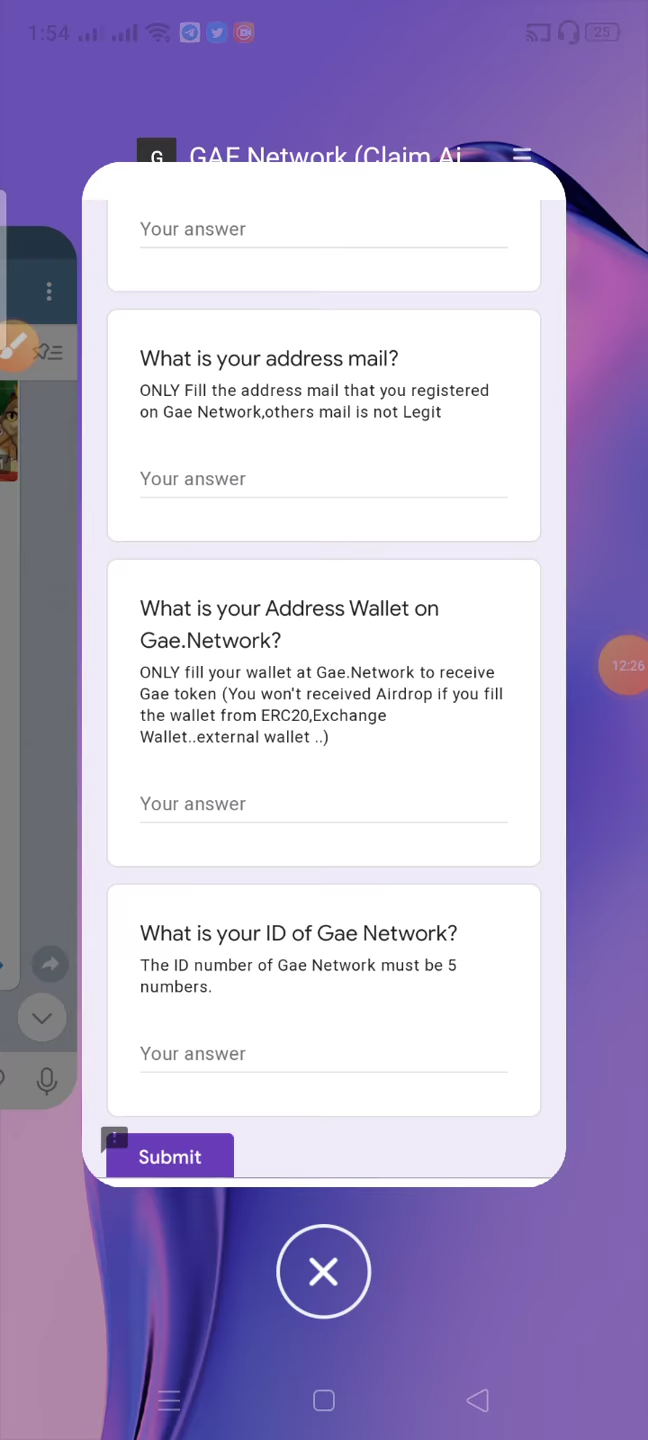 1:54
25
G GAE Network (Claim Ai
Your answer
What is your address mail?
ONLY Fill the address mail that you registered
on Gae Network,others mail is not Legit
Your answer
What is your Address Wallet on
Gae.Network?
ONLY fill your wallet at Gae.Network to receive
Gae token (You won't received Airdrop if you fill
the wallet from ERC20,Exchange
Wallet..external wallet ..)
12:26
Your answer
What is your ID of Gae Network?
The ID number of Gae Network must be 5
numbers.
Your answer
Submit